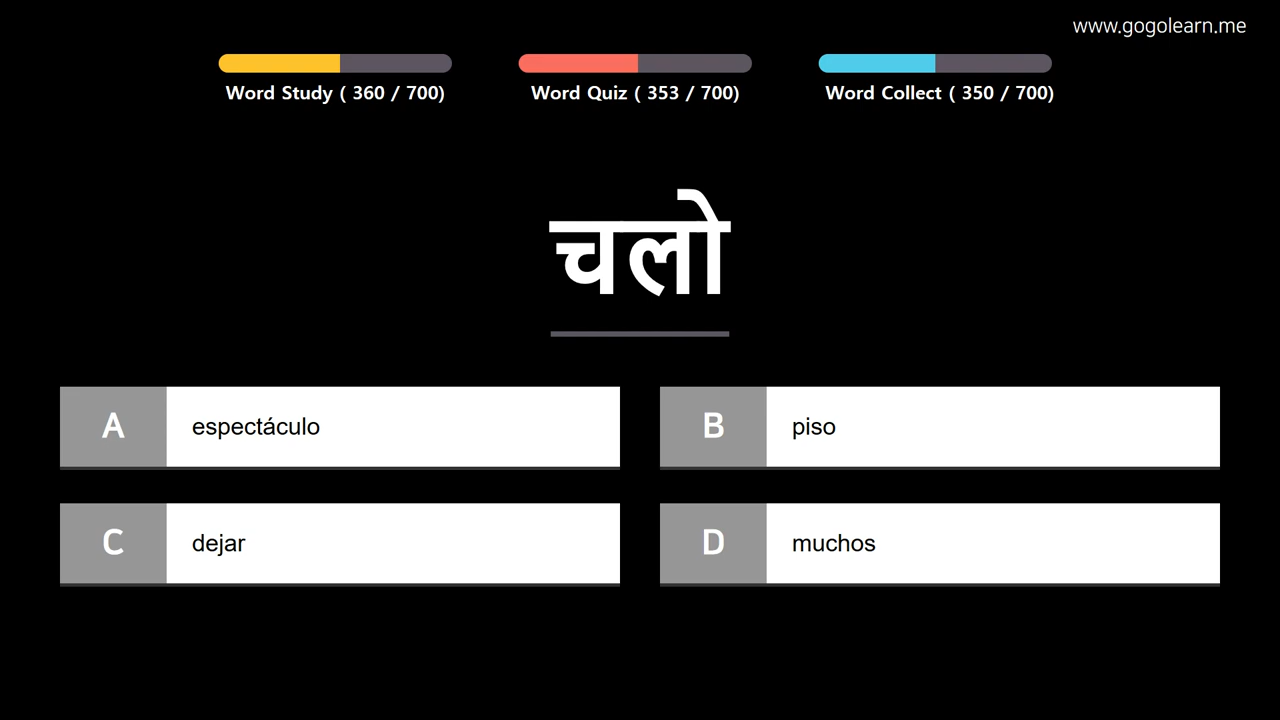 www.gogolearn.me
Word Study ( 360 / 700)
Word Quiz ( 353 / 700)
Word Collect ( 350 / 700)
चलो
A espectáculo
B piso
C dejar
D muchos